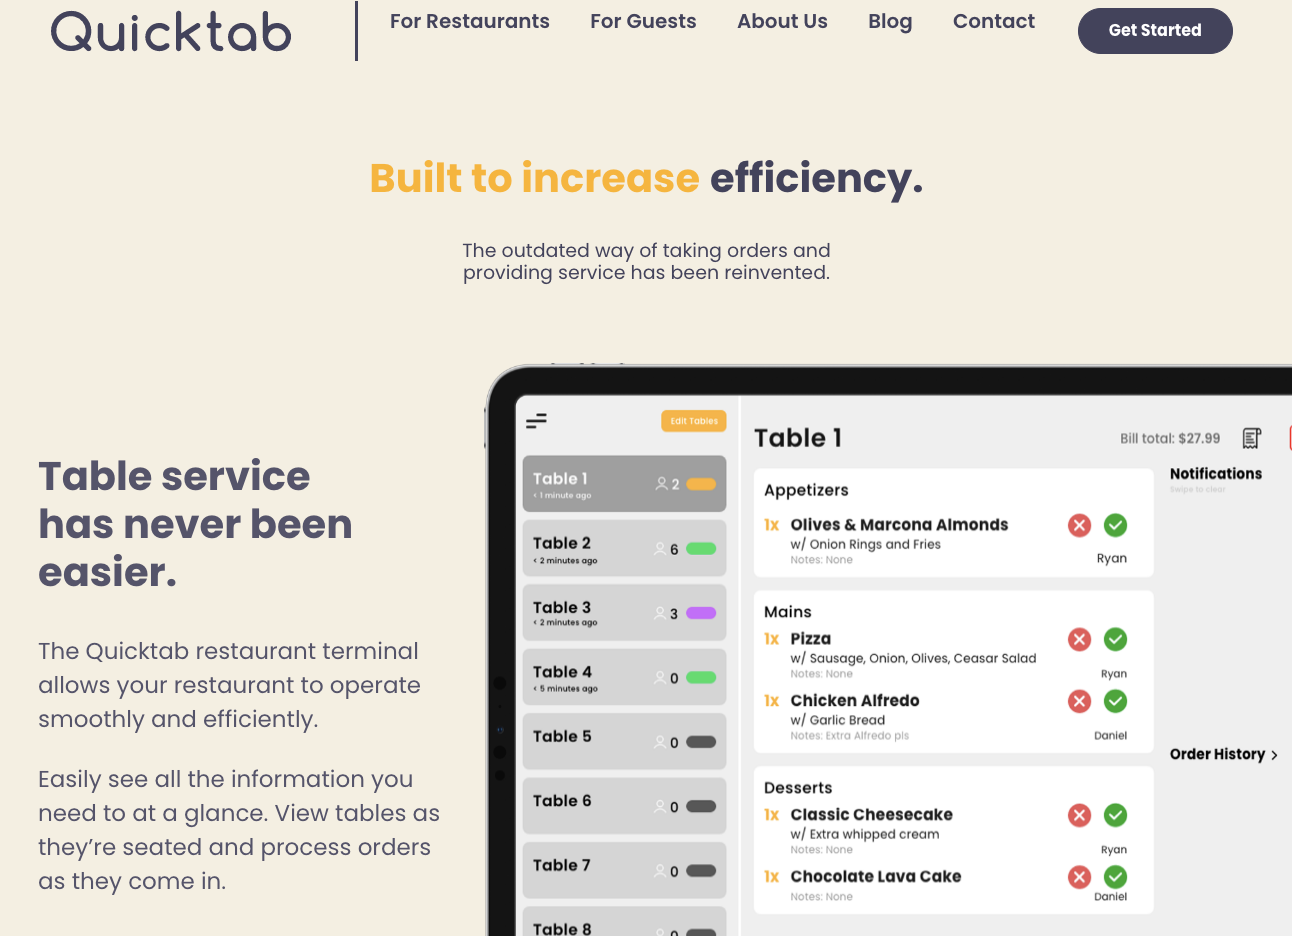 Quicktab
For Restaurants
For Guests
About Us
Blog
Contact
Get Started
Built to increase efficiency.
The outdated way of taking orders and
providing service has been reinvented.
Table service
has never been
easier.
The Quicktab restaurant terminal
allows your restaurant to operate
smoothly and efficiently.
Easily see all the information you
need to at a glance. View tables as
they’re seated and process orders
as they come in.
Edit Tables
Table 1
2
< 1 minute ago
Table 2
6
< 2 minutes ago
Table 3
3
< 2 minutes ago
Table 4
0
< 5 minutes ago
Table 5
0
Table 6
0
Table 7
0
Table 8
0
Table 1
Bill total: $27.99
Appetizers
1x Olives & Marcona Almonds
w/ Onion Rings and Fries
Notes: None
Ryan
Mains
1x Pizza
w/ Sausage, Onion, Olives, Ceasar Salad
Notes: None
Ryan
1x Chicken Alfredo
w/ Garlic Bread
Notes: Extra Alfredo pls
Daniel
Desserts
1x Classic Cheesecake
w/ Extra whipped cream
Notes: None
Ryan
1x Chocolate Lava Cake
Notes: None
Daniel
Notifications
Swipe to clear
Order History >